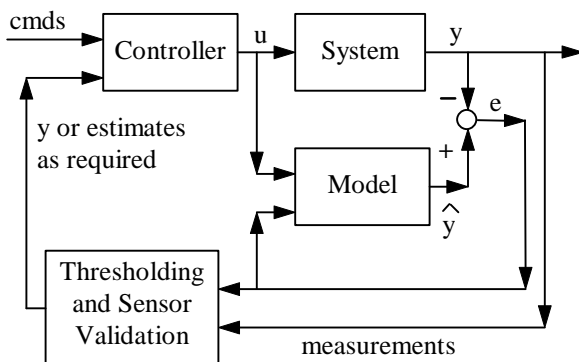 cmds
Controller
u
System
y
−
e
y or estimates
as required
+
Model
ŷ
Thresholding
and Sensor
Validation
measurements